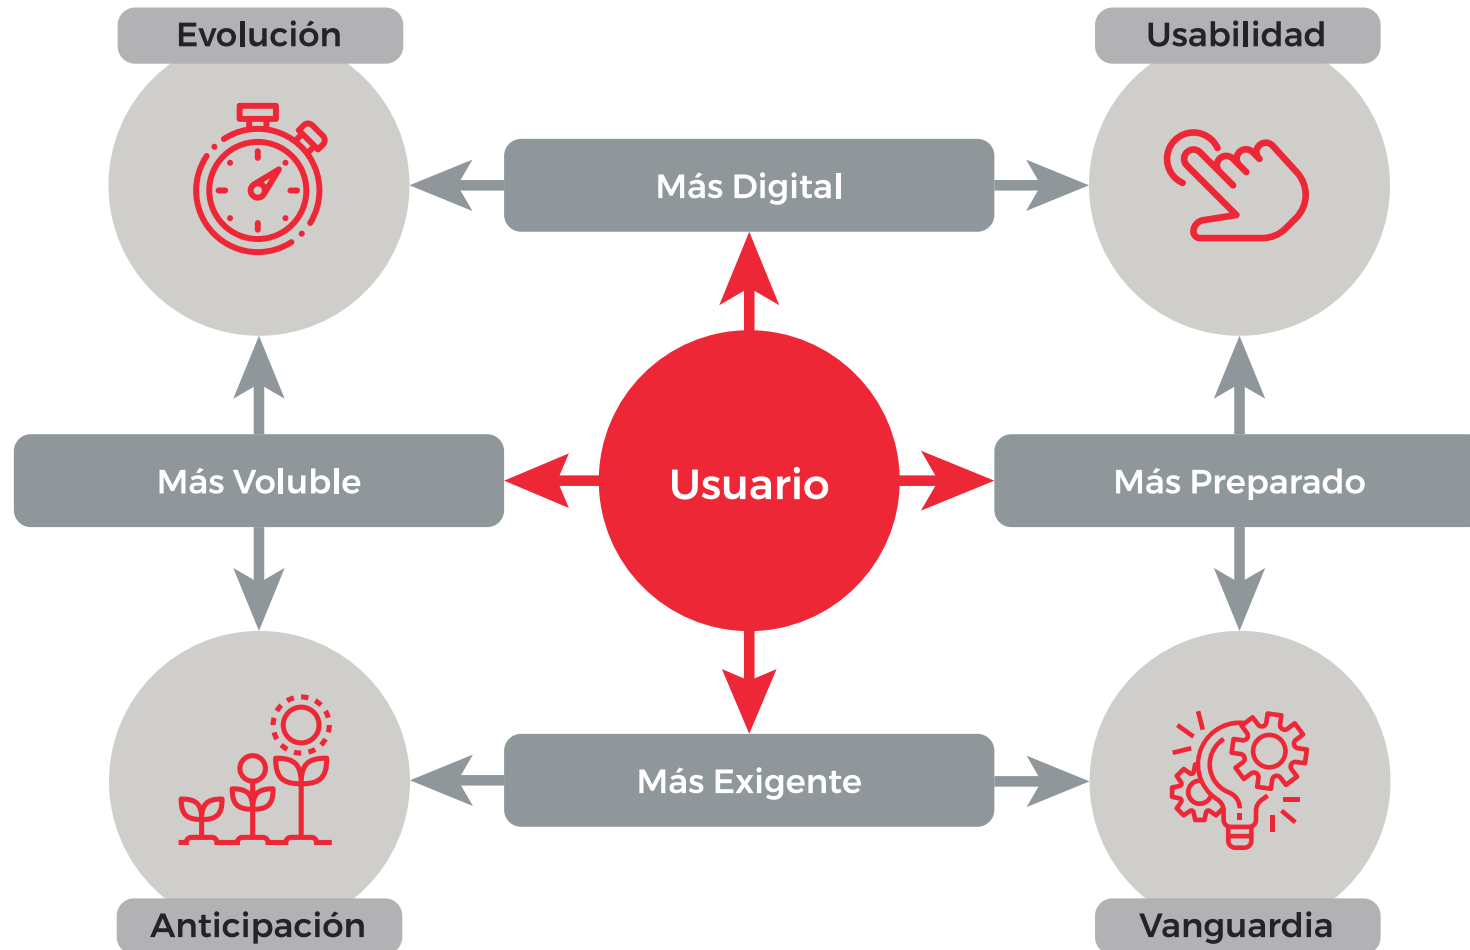 Evolución
Usabilidad
Más Digital
Más Voluble
Usuario
Más Preparado
Más Exigente
Anticipación
Vanguardia